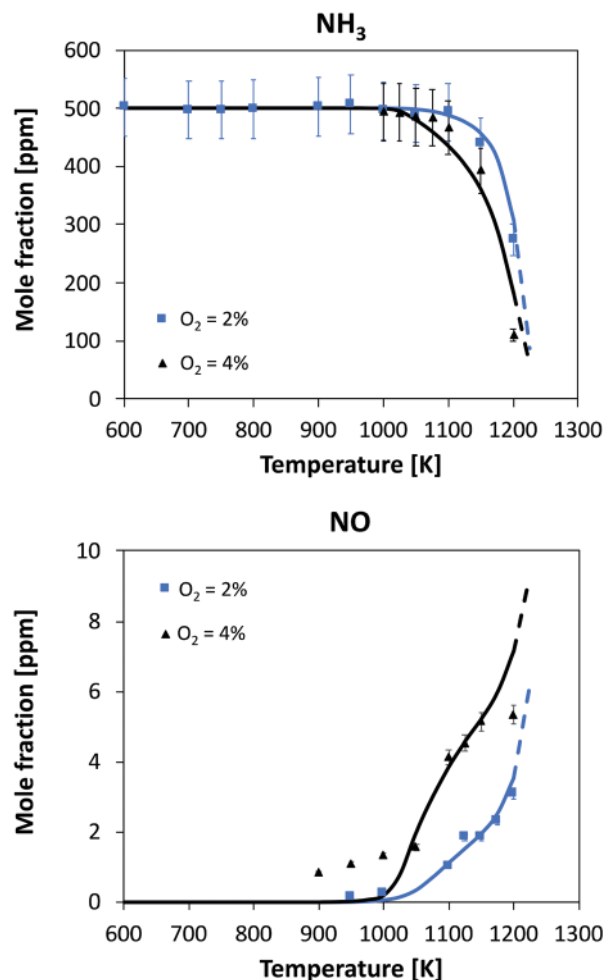 NH₃
600
500
400
300
200
100
0
Mole fraction [ppm]
O₂ = 2%
O₂ = 4%
600 700 800 900 1000 1100 1200 1300
Temperature [K]
NO
10
8
6
4
2
0
Mole fraction [ppm]
O₂ = 2%
O₂ = 4%
600 700 800 900 1000 1100 1200 1300
Temperature [K]